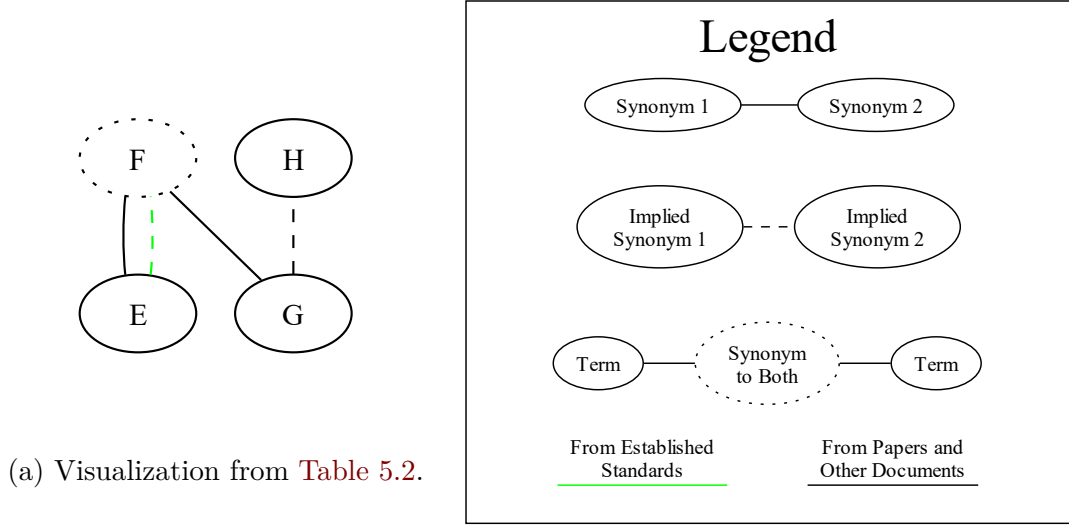 F
H
E
G
(a) Visualization from Table 5.2.
Legend
Synonym 1
Synonym 2
Implied
Synonym 1
Implied
Synonym 2
Term
Synonym
to Both
Term
From Established
Standards
From Papers and
Other Documents